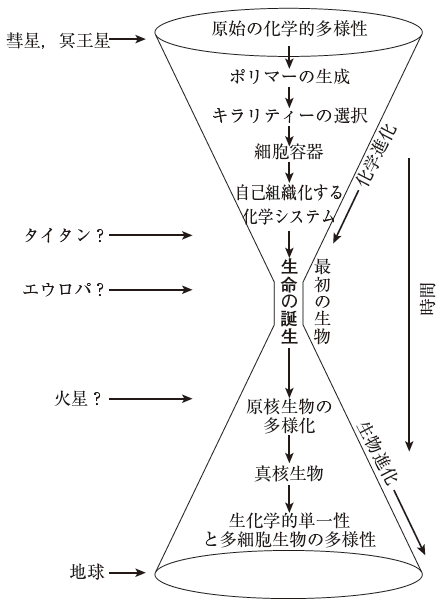 原始の化学的多様性
彗星，冥王星
ポリマーの生成
キラリティーの選択
細胞容器
化学進化
自己組織化する
化学システム
タイタン？
エウロパ？
生命の誕生
最初の生物
時間
火星？
原核生物の
多様化
生物進化
真核生物
生化学的単一性
と多細胞生物の多様性
地球